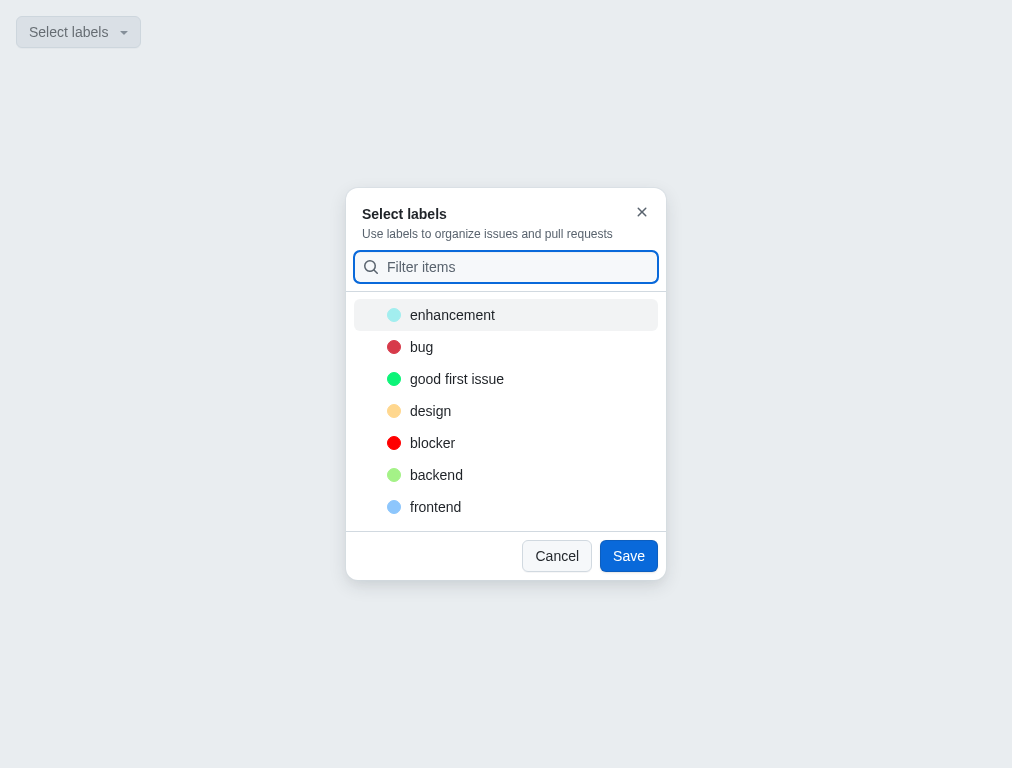 Select labels
Select labels
Use labels to organize issues and pull requests
Filter items
enhancement
bug
good first issue
design
blocker
backend
frontend
Cancel Save